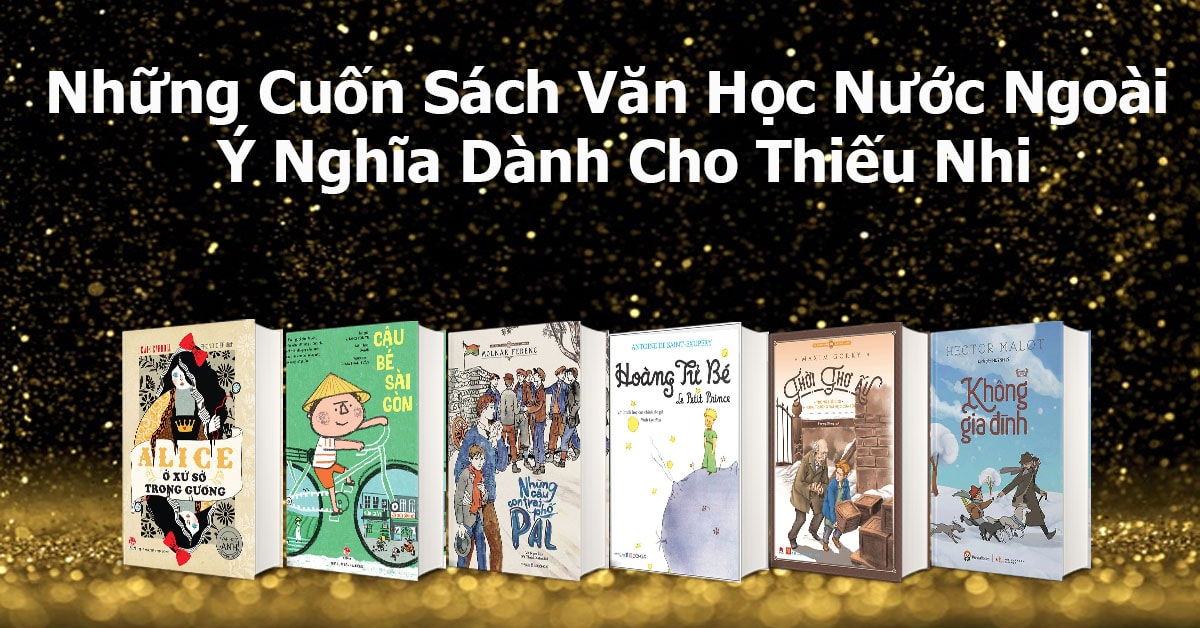 Những Cuốn Sách Văn Học Nước Ngoài
Ý Nghĩa Dành Cho Thiếu Nhi
ALICE
Ở XỨ SỞ
TRONG GƯƠNG
CẬU
BÉ
SÀI
GÒN
MOLNÁR FERENC
Những cậu
con trai phố
PÁL
ANTOINE DE SAINT-EXUPÉRY
Hoàng Tử Bé
Le Petit Prince
MAXIM GORKY
THỜI THƠ ẤU
HECTOR MALOT
Không
gia đình